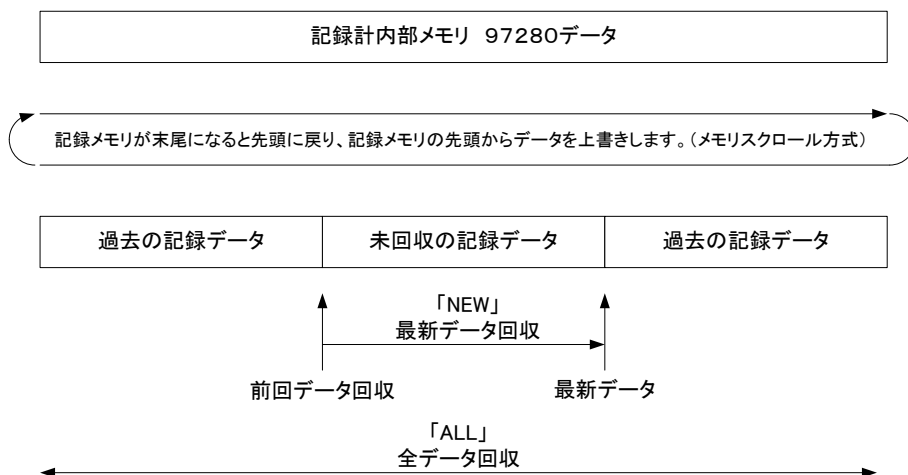 記録計内部メモリ　97280データ
記録メモリが末尾になると先頭に戻り、記録メモリの先頭からデータを上書きします。（メモリスクロール方式）
過去の記録データ　未回収の記録データ　過去の記録データ
「NEW」
最新データ回収
前回データ回収　最新データ
「ALL」
全データ回収